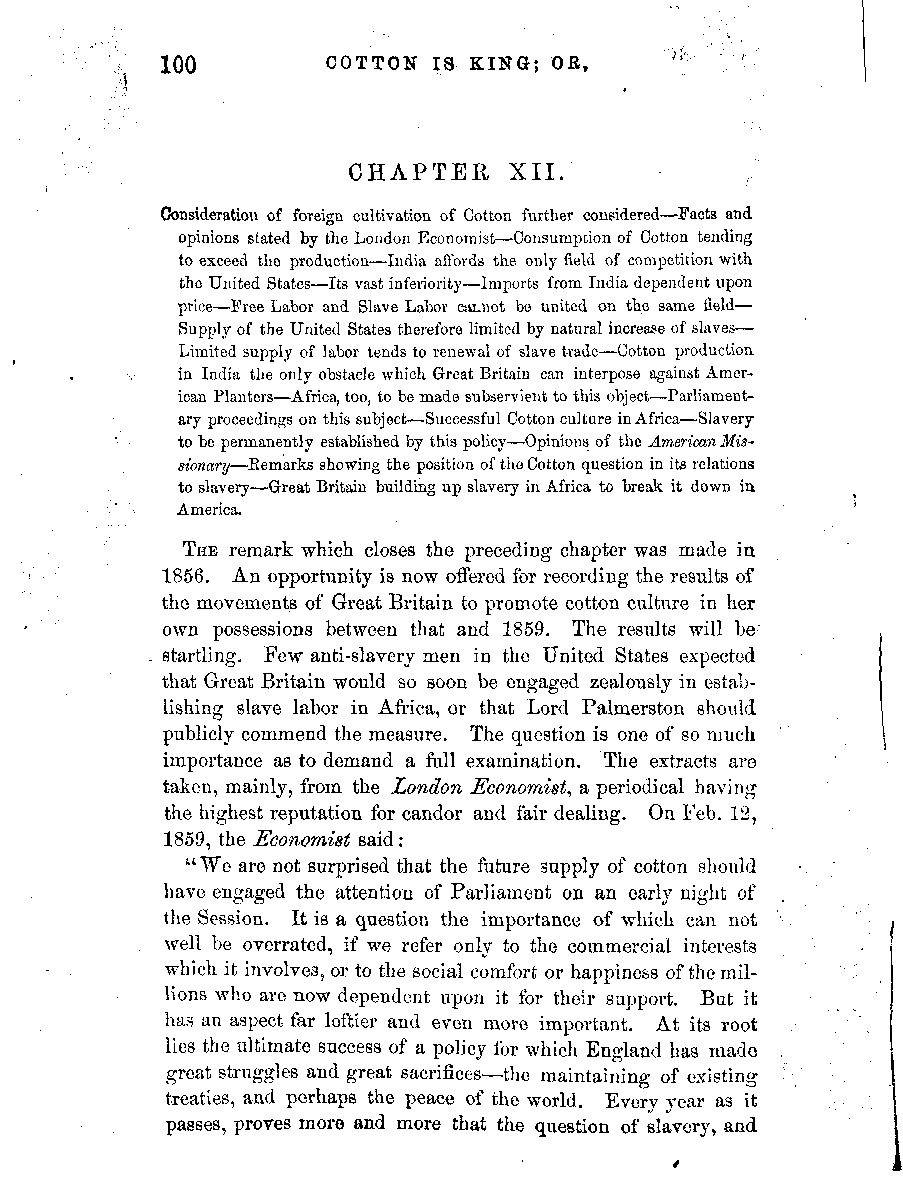 100 COTTON IS KING; OR,
CHAPTER XII.
Consideration of foreign cultivation of Cotton further considered—Facts and
opinions stated by the London Economist—Consumption of Cotton tending
to exceed the production—India affords the only field of competition with
the United States—Its vast inferiority—Imports from India dependent upon
price—Free Labor and Slave Labor cannot be united on the same field—
Supply of the United States therefore limited by natural increase of slaves—
Limited supply of labor tends to renewal of slave trade—Cotton production
in India the only obstacle which Great Britain can interpose against Amer-
ican Planters—Africa, too, to be made subservient to this object—Parliament-
ary proceedings on this subject—Successful Cotton culture in Africa—Slavery
to be permanently established by this policy—Opinions of the American Mis-
sionary—Remarks showing the position of the Cotton question in its relations
to slavery—Great Britain building up slavery in Africa to break it down in
America.
THE remark which closes the preceding chapter was made in
1856. An opportunity is now offered for recording the results of
the movements of Great Britain to promote cotton culture in her
own possessions between that and 1859. The results will be
startling. Few anti-slavery men in the United States expected
that Great Britain would so soon be engaged zealously in estab-
lishing slave labor in Africa, or that Lord Palmerston should
publicly commend the measure. The question is one of so much
importance as to demand a full examination. The extracts are
taken, mainly, from the London Economist, a periodical having
the highest reputation for candor and fair dealing. On Feb. 12,
1859, the Economist said:
"We are not surprised that the future supply of cotton should
have engaged the attention of Parliament on an early night of
the Session. It is a question the importance of which can not
well be overrated, if we refer only to the commercial interests
which it involves, or to the social comfort or happiness of the mil-
lions who are now dependent upon it for their support. But it
has an aspect far loftier and even more important. At its root
lies the ultimate success of a policy for which England has made
great struggles and great sacrifices—the maintaining of existing
treaties, and perhaps the peace of the world. Every year as it
passes, proves more and more that the question of slavery, and